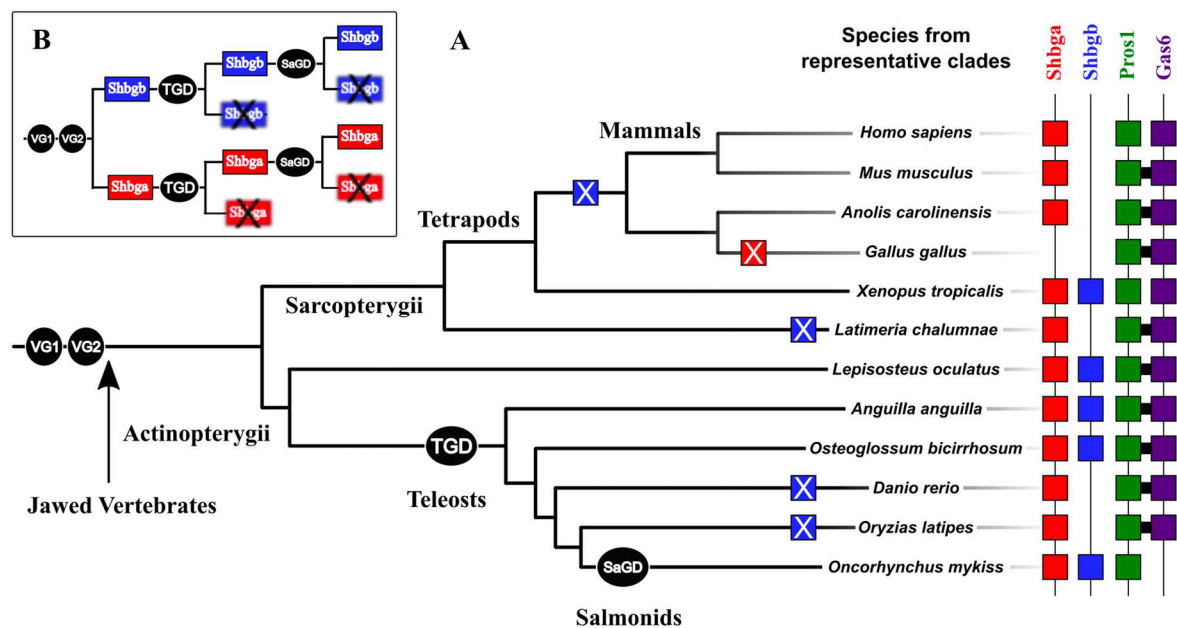 B
A
Species from
representative clades
Shbga
Shbgb
Pros1
Gas6
Shbgb
Shbgb
SaGD
Shbgb
TGD
Shbgb
Shbgb
VG1
VG2
Shbga
Shbga
SaGD
Shbga
TGD
Shbga
Shbga
Mammals
Homo sapiens
X
Mus musculus
Tetrapods
Anolis carolinensis
X
Gallus gallus
Sarcopterygii
Xenopus tropicalis
X
Latimeria chalumnae
VG1
VG2
Lepisosteus oculatus
Actinopterygii
Anguilla anguilla
TGD
Osteoglossum bicirrhosum
Jawed Vertebrates
Teleosts
X
Danio rerio
X
Oryzias latipes
SaGD
Oncorhynchus mykiss
Salmonids